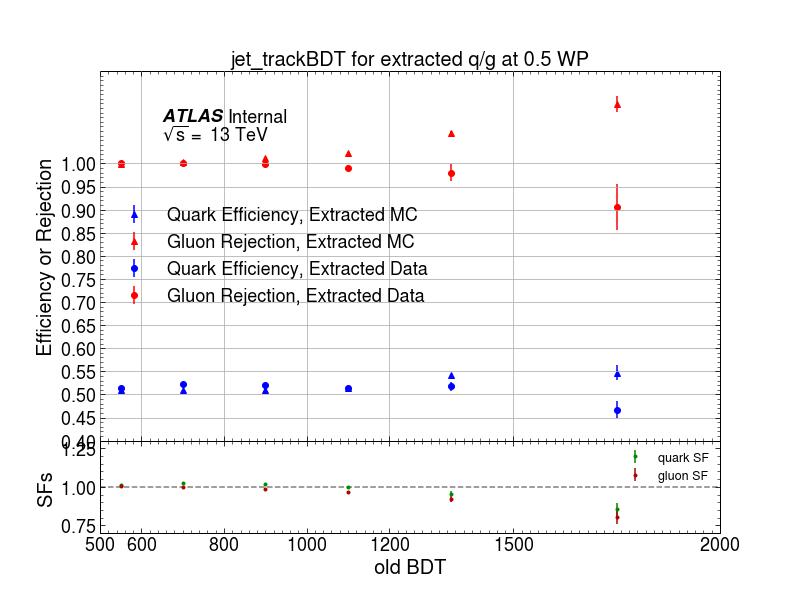 jet_trackBDT for extracted q/g at 0.5 WP
ATLAS Internal
√s = 13 TeV
Efficiency or Rejection
1.00
0.95
0.90
0.85
0.80
0.75
0.70
0.65
0.60
0.55
0.50
0.45
0.40
Quark Efficiency, Extracted MC
Gluon Rejection, Extracted MC
Quark Efficiency, Extracted Data
Gluon Rejection, Extracted Data
SFs
1.25
1.00
0.75
quark SF
gluon SF
500 600 800 1000 1200 1500 2000
old BDT